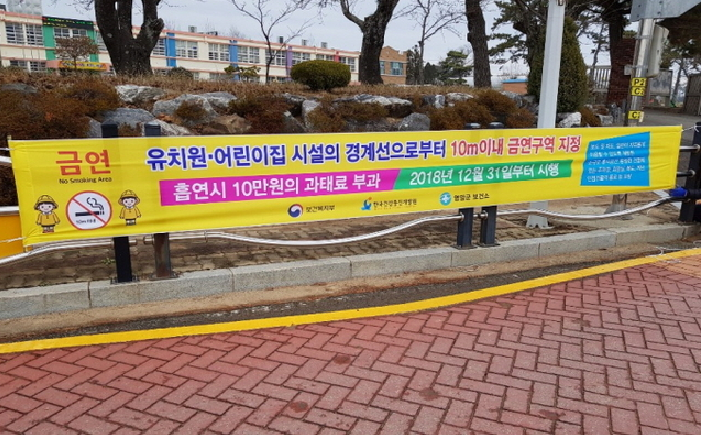 금연
No Smoking Area
유치원·어린이집 시설의 경계선으로부터 10m이내 금연구역 지정
흡연시 10만원의 과태료 부과
2018년 12월 31일부터 시행
보건복지부
한국건강증진개발원
보건소